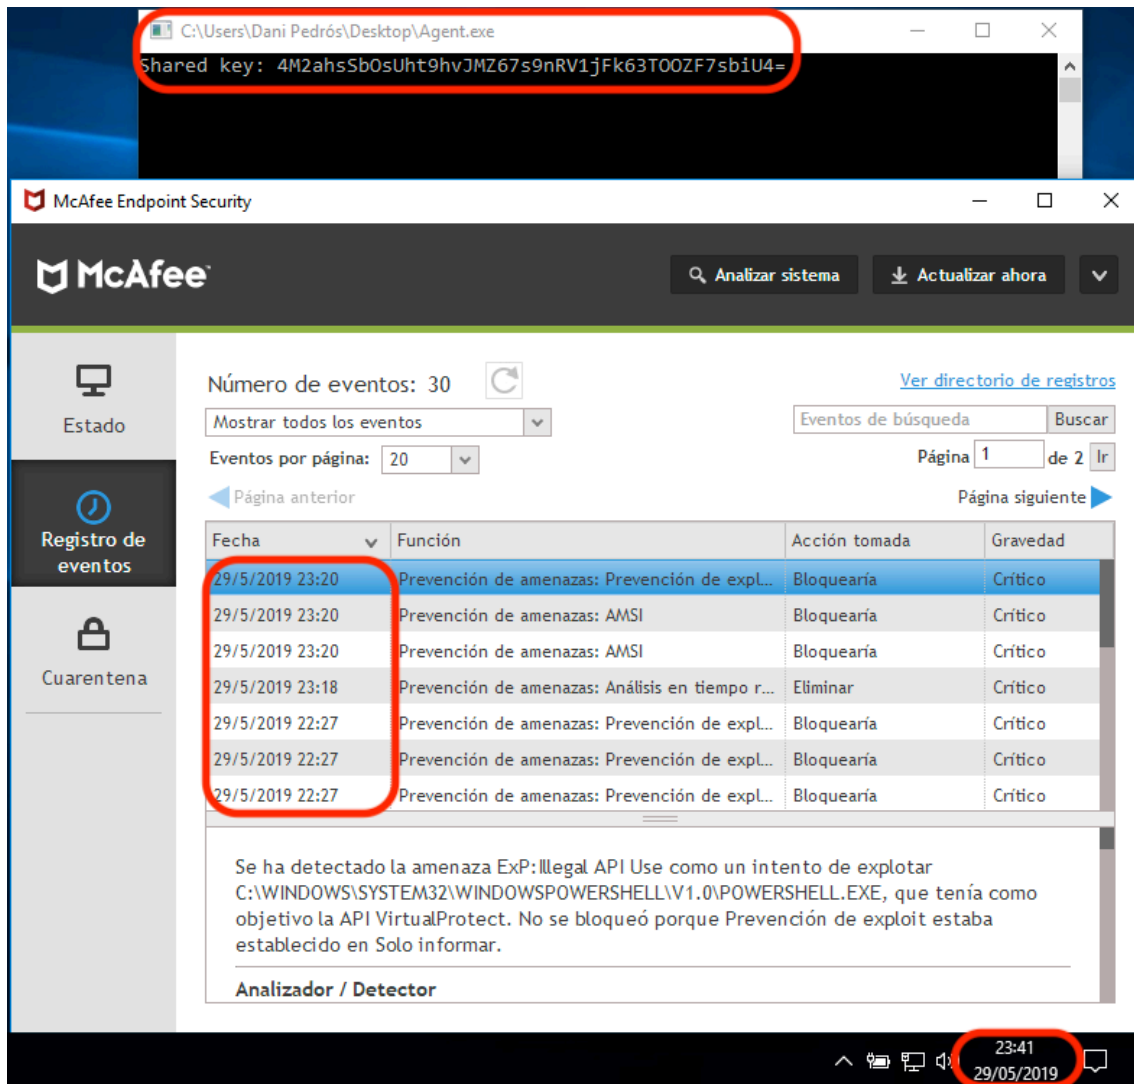 C:\Users\Dani Pedrós\Desktop\Agent.exe
Shared key: 4M2ahsSbOsUht9hvJMZ67s9nRV1jFk63TOOZF7sbiU4=
McAfee Endpoint Security
McAfee
Analizar sistema
Actualizar ahora
Estado
Registro de
eventos
Cuarentena
Número de eventos: 30
Ver directorio de registros
Mostrar todos los eventos
Eventos de búsqueda Buscar
Eventos por página: 20
Página 1 de 2 Ir
Página anterior
Página siguiente
Fecha Función Acción tomada Gravedad
29/5/2019 23:20 Prevención de amenazas: Prevención de expl... Bloquearía Crítico
29/5/2019 23:20 Prevención de amenazas: AMSI Bloquearía Crítico
29/5/2019 23:20 Prevención de amenazas: AMSI Bloquearía Crítico
29/5/2019 23:18 Prevención de amenazas: Análisis en tiempo r... Eliminar Crítico
29/5/2019 22:27 Prevención de amenazas: Prevención de expl... Bloquearía Crítico
29/5/2019 22:27 Prevención de amenazas: Prevención de expl... Bloquearía Crítico
29/5/2019 22:27 Prevención de amenazas: Prevención de expl... Bloquearía Crítico
Se ha detectado la amenaza ExP:Illegal API Use como un intento de explotar
C:\WINDOWS\SYSTEM32\WINDOWSPOWERSHELL\V1.0\POWERSHELL.EXE, que tenía como
objetivo la API VirtualProtect. No se bloqueó porque Prevención de exploit estaba
establecido en Solo informar.
Analizador / Detector
23:41
29/05/2019